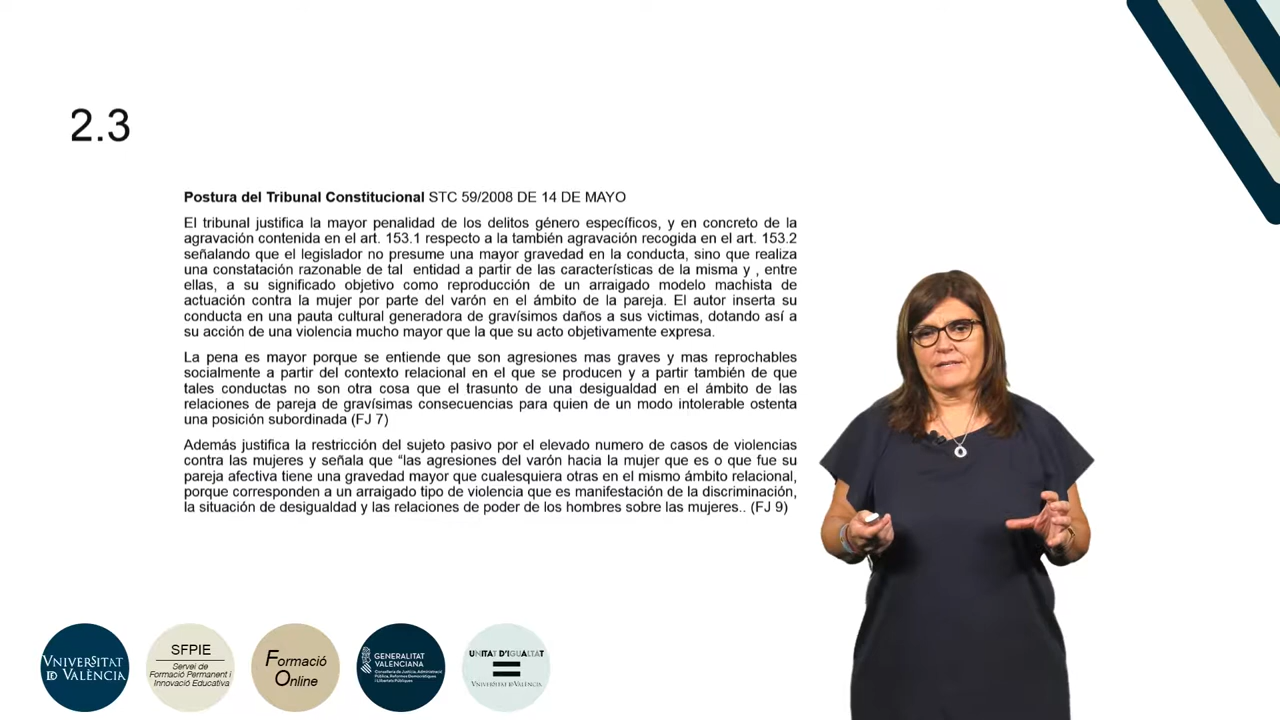 2.3
Postura del Tribunal Constitucional STC 59/2008 DE 14 DE MAYO
El tribunal justifica la mayor penalidad de los delitos género específicos, y en concreto de la
agravación contenida en el art. 153.1 respecto a la también agravación recogida en el art. 153.2
señalando que el legislador no presume una mayor gravedad en la conducta, sino que realiza
una constatación razonable de tal entidad a partir de las características de la misma y , entre
ellas, a su significado objetivo como reproducción de un arraigado modelo machista de
actuación contra la mujer por parte del varón en el ámbito de la pareja. El autor inserta su
conducta en una pauta cultural generadora de gravísimos daños a sus victimas, dotando así a
su acción de una violencia mucho mayor que la que su acto objetivamente expresa.
La pena es mayor porque se entiende que son agresiones mas graves y mas reprochables
socialmente a partir del contexto relacional en el que se producen y a partir también de que
tales conductas no son otra cosa que el trasunto de una desigualdad en el ámbito de las
relaciones de pareja de gravísimas consecuencias para quien de un modo intolerable ostenta
una posición subordinada (FJ 7)
Además justifica la restricción del sujeto pasivo por el elevado numero de casos de violencias
contra las mujeres y señala que “las agresiones del varón hacia la mujer que es o que fue su
pareja afectiva tiene una gravedad mayor que cualesquiera otras en el mismo ámbito relacional,
porque corresponden a un arraigado tipo de violencia que es manifestación de la discriminación,
la situación de desigualdad y las relaciones de poder de los hombres sobre las mujeres.. (FJ 9)
VNIVERSITAT
ID VALÈNCIA
SFPIE
Servei de
Formació Permanent i
Innovació Educativa
Formació
Online
GENERALITAT
VALENCIANA
Conselleria de Justícia, Administració
Pública, Reformes Democràtiques
i Llibertats Públiques
UNITAT D'IGUALTAT
VNIVERSITAT ID VALÈNCIA